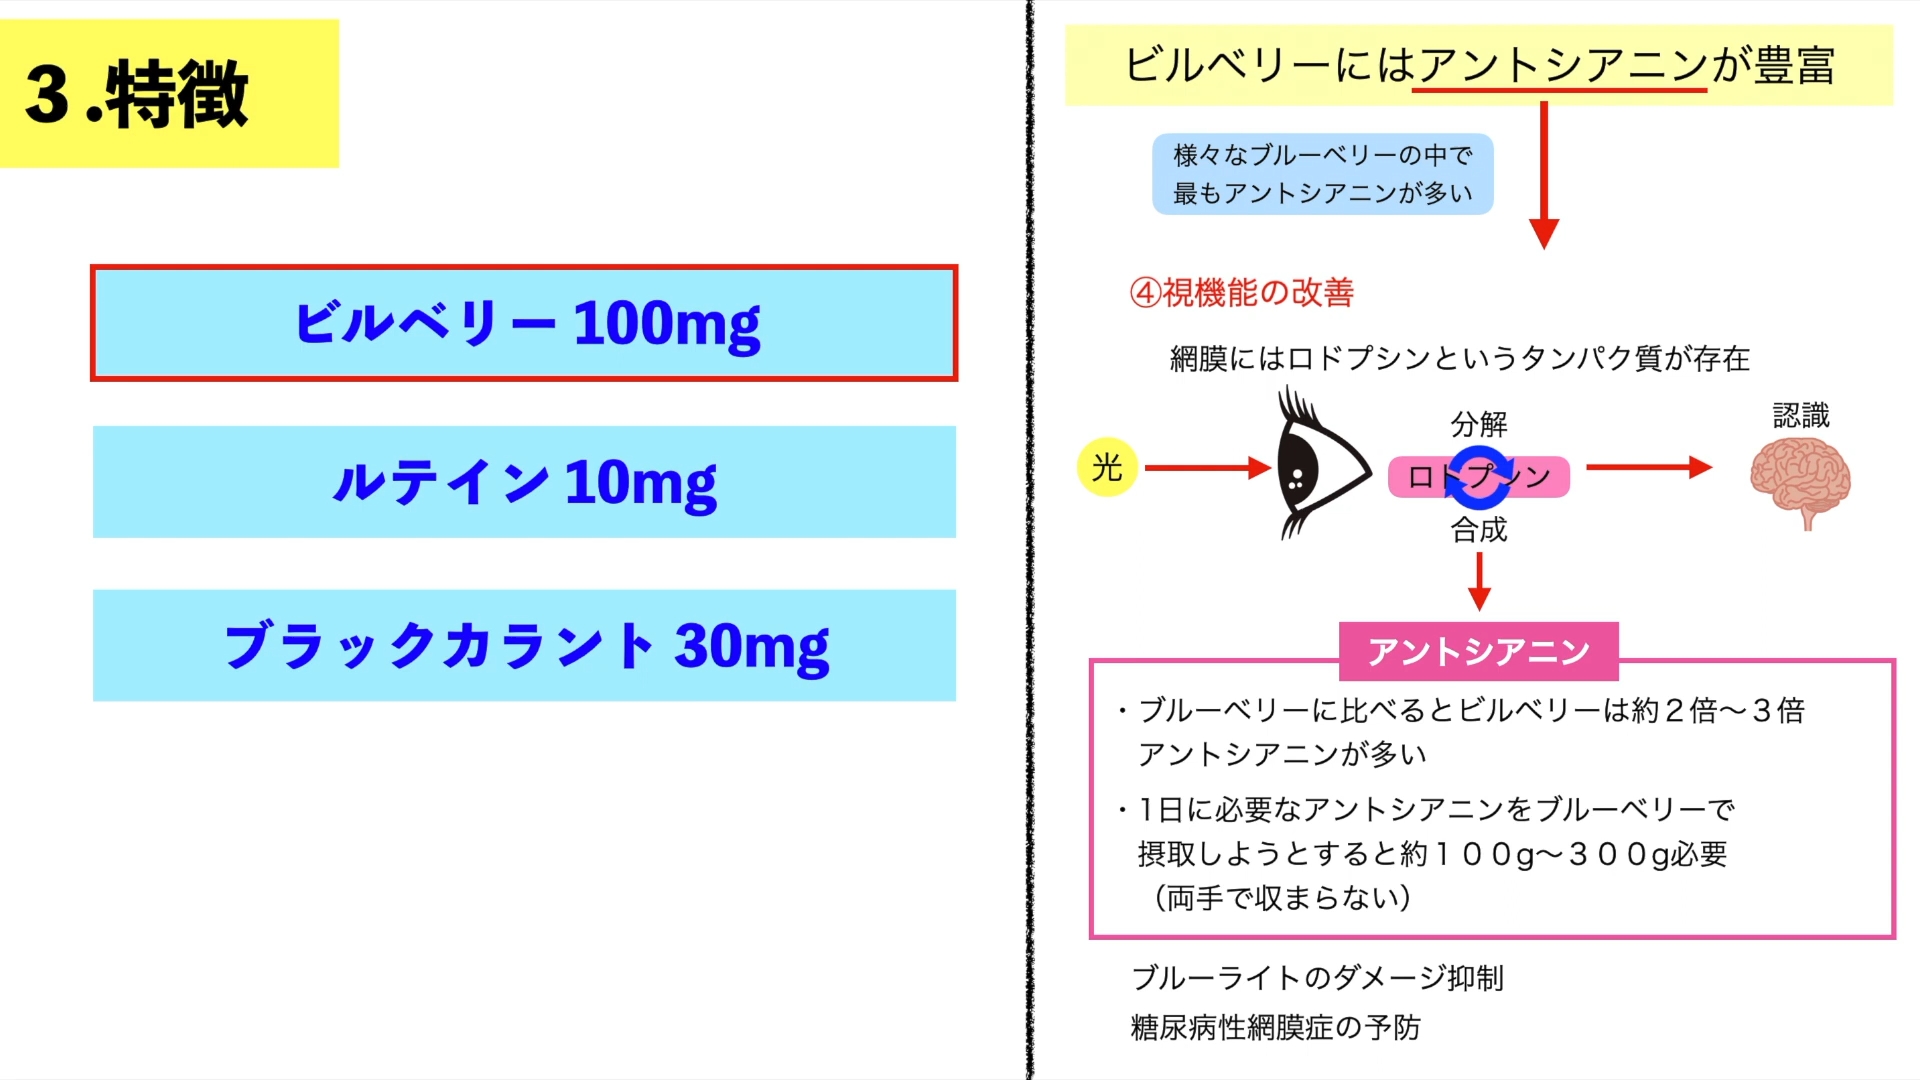 ３.特徴
ビルベリー 100mg
ルテイン 10mg
ブラックカラント 30mg
ビルベリーにはアントシアニンが豊富
様々なブルーベリーの中で
最もアントシアニンが多い
④視機能の改善
網膜にはロドプシンというタンパク質が存在
光
分解
ロドプシン
合成
認識
アントシアニン
・ブルーベリーに比べるとビルベリーは約２倍〜３倍
アントシアニンが多い
・1日に必要なアントシアニンをブルーベリーで
摂取しようとすると約１００g〜３００g必要
（両手で収まらない）
ブルーライトのダメージ抑制
糖尿病性網膜症の予防